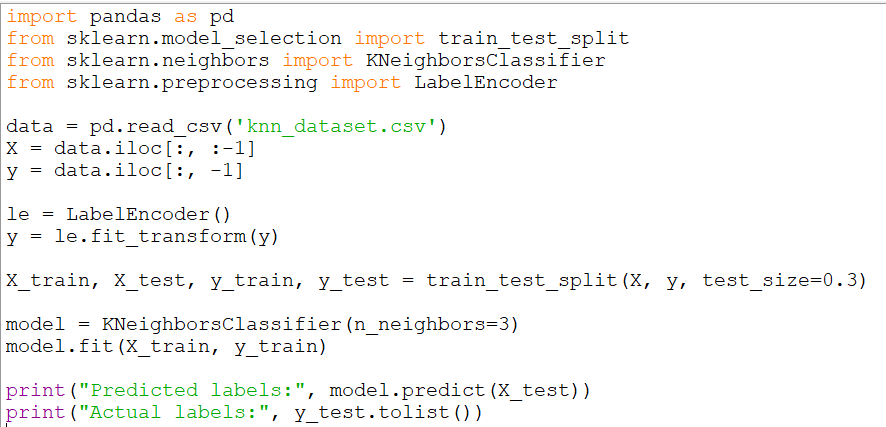 import pandas as pd
from sklearn.model_selection import train_test_split
from sklearn.neighbors import KNeighborsClassifier
from sklearn.preprocessing import LabelEncoder
data = pd.read_csv('knn_dataset.csv')
X = data.iloc[:, :-1]
y = data.iloc[:, -1]
le = LabelEncoder()
y = le.fit_transform(y)
X_train, X_test, y_train, y_test = train_test_split(X, y, test_size=0.3)
model = KNeighborsClassifier(n_neighbors=3)
model.fit(X_train, y_train)
print("Predicted labels:", model.predict(X_test))
print("Actual labels:", y_test.tolist())